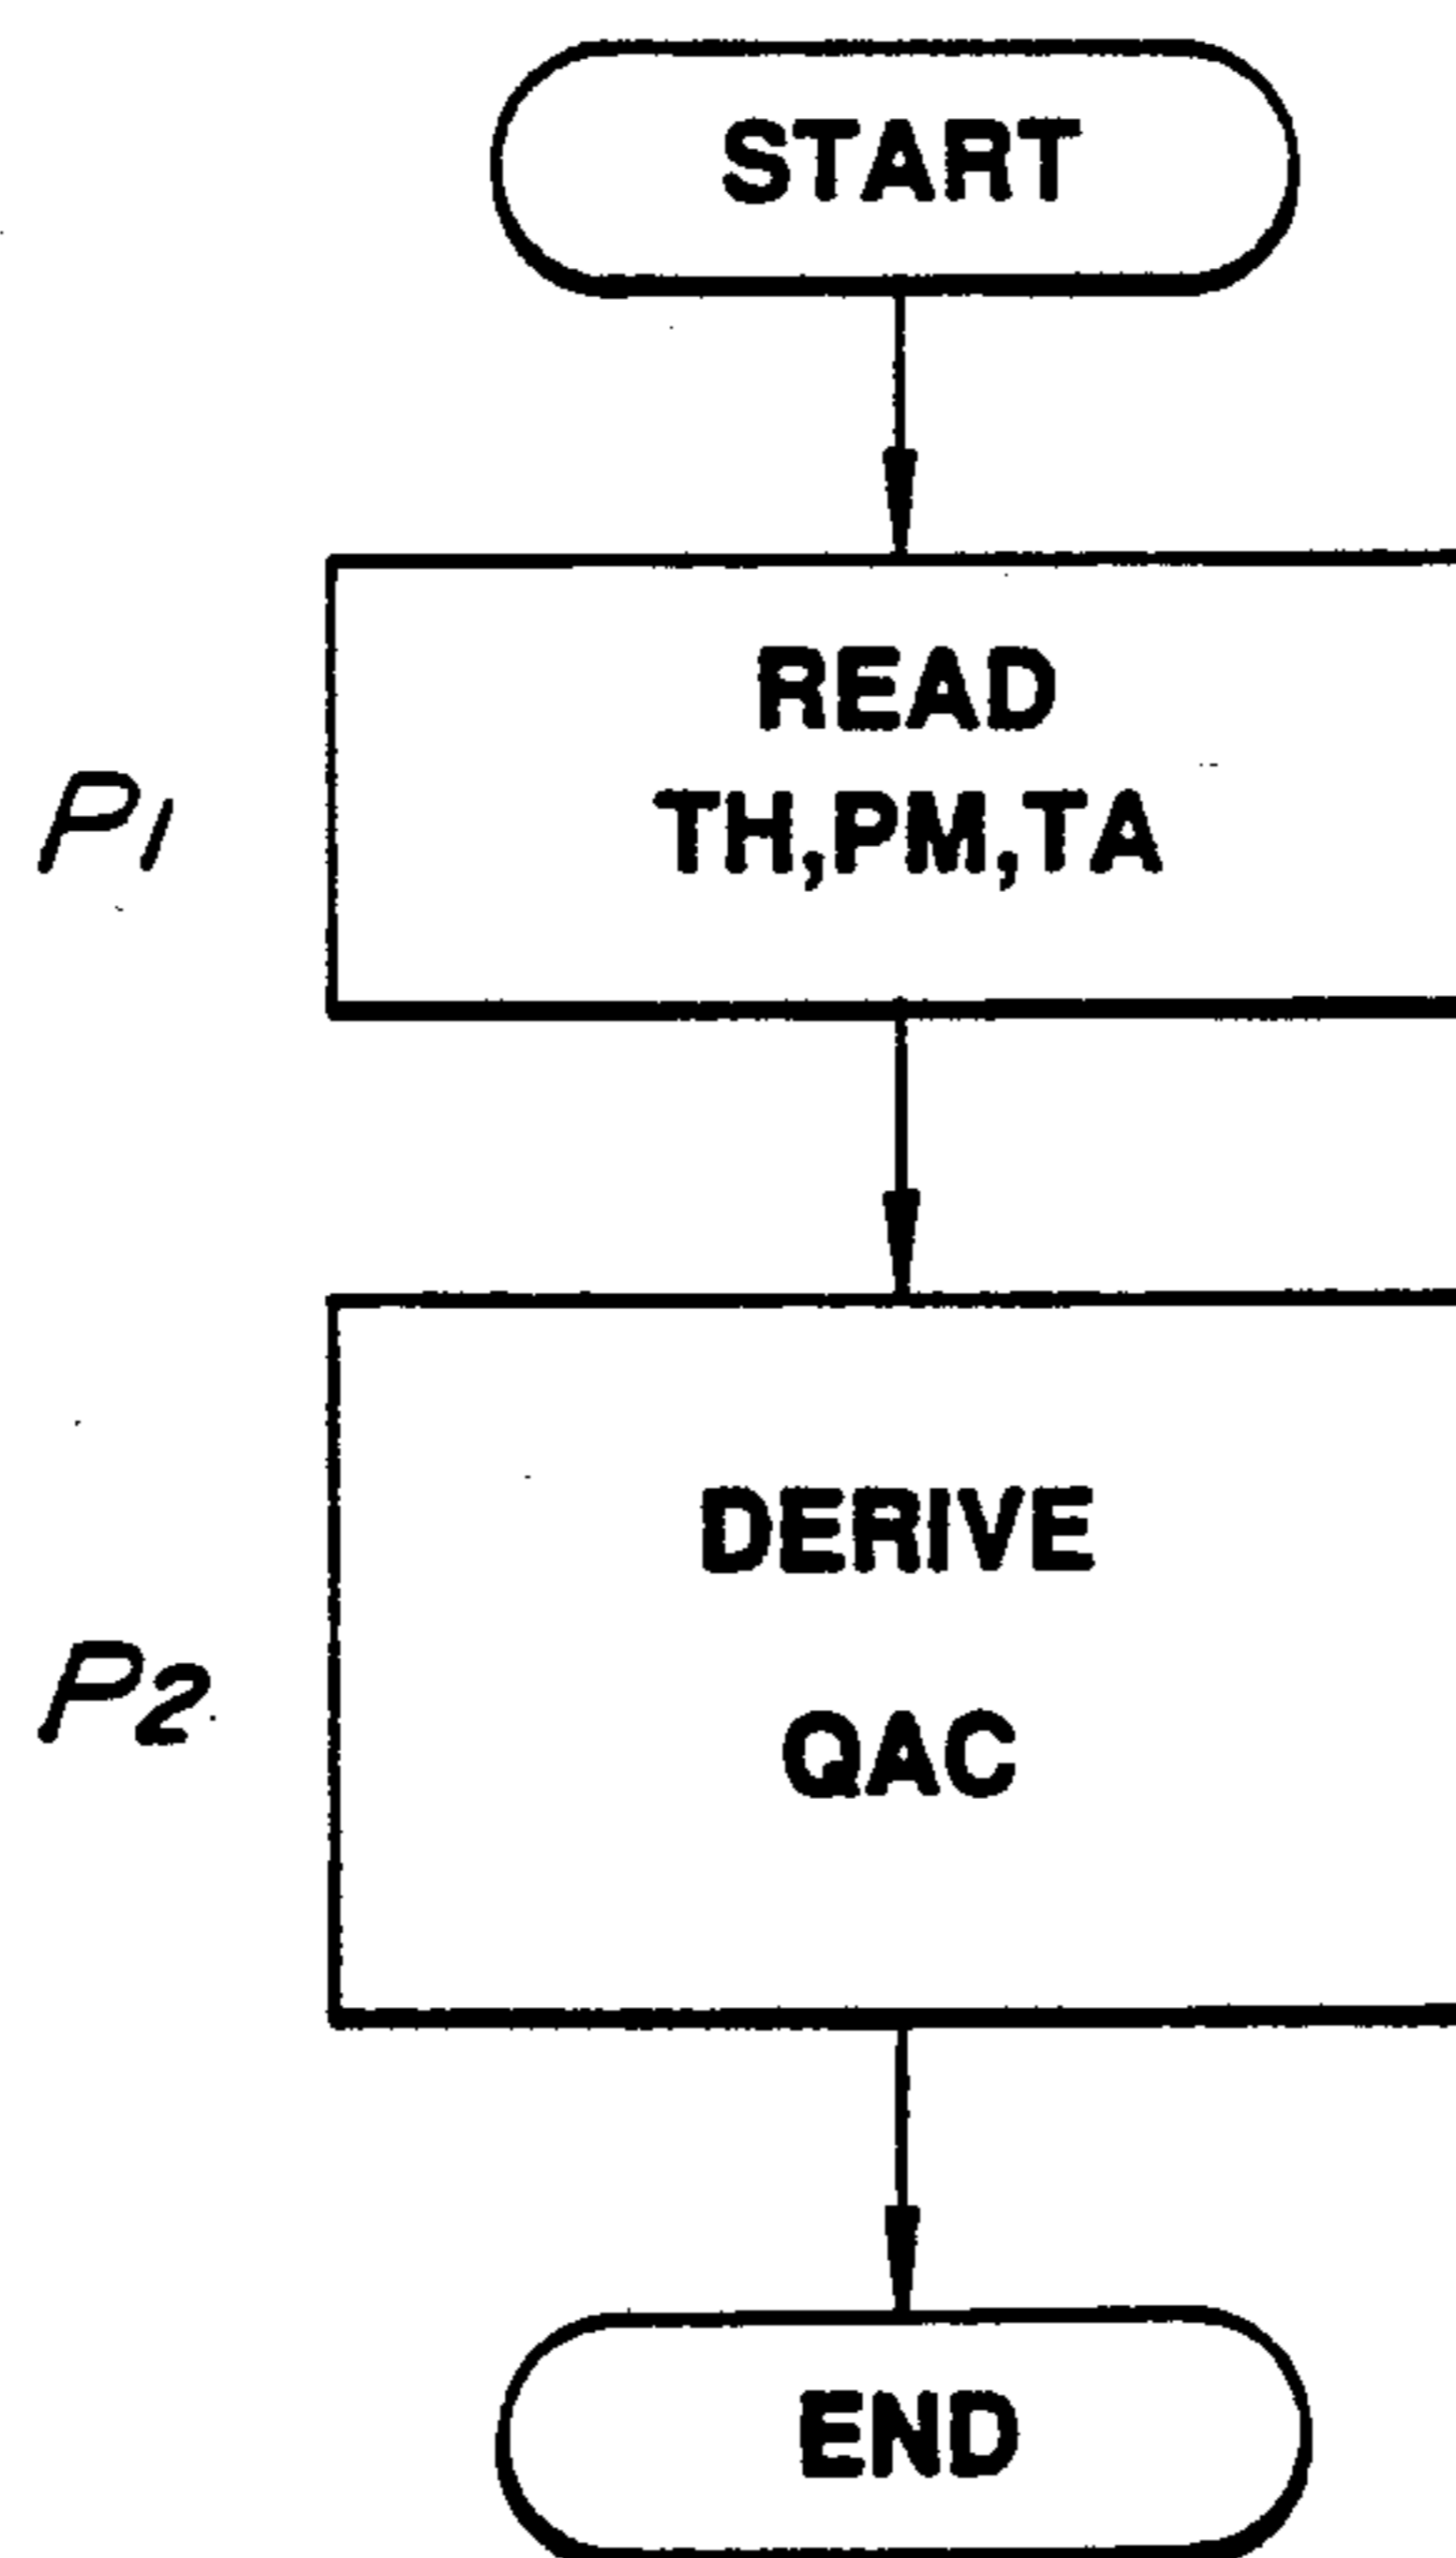 START
P1
READ
TH,PM,TA
P2
DERIVE
QAC
END